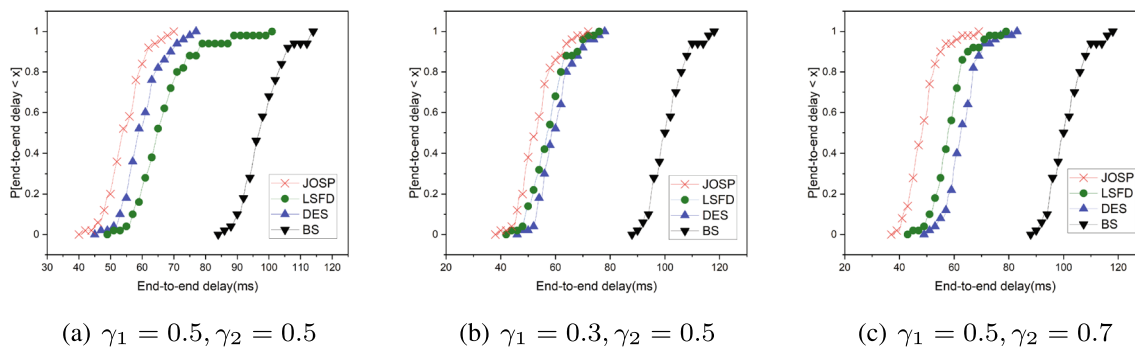 P[end-to-end delay < x]
1
0.8
0.6
0.4
0.2
0
30 40 50 60 70 80 90 100 110 120
End-to-end delay(ms)
JOSP
LSFD
DES
BS
(a) γ₁ = 0.5, γ₂ = 0.5
P[end-to-end delay < x]
1
0.8
0.6
0.4
0.2
0
20 40 60 80 100 120
End-to-end delay(ms)
JOSP
LSFD
DES
BS
(b) γ₁ = 0.3, γ₂ = 0.5
P[end-to-end delay < x]
1
0.8
0.6
0.4
0.2
0
20 40 60 80 100 120
End-to-end delay(ms)
JOSP
LSFD
DES
BS
(c) γ₁ = 0.5, γ₂ = 0.7